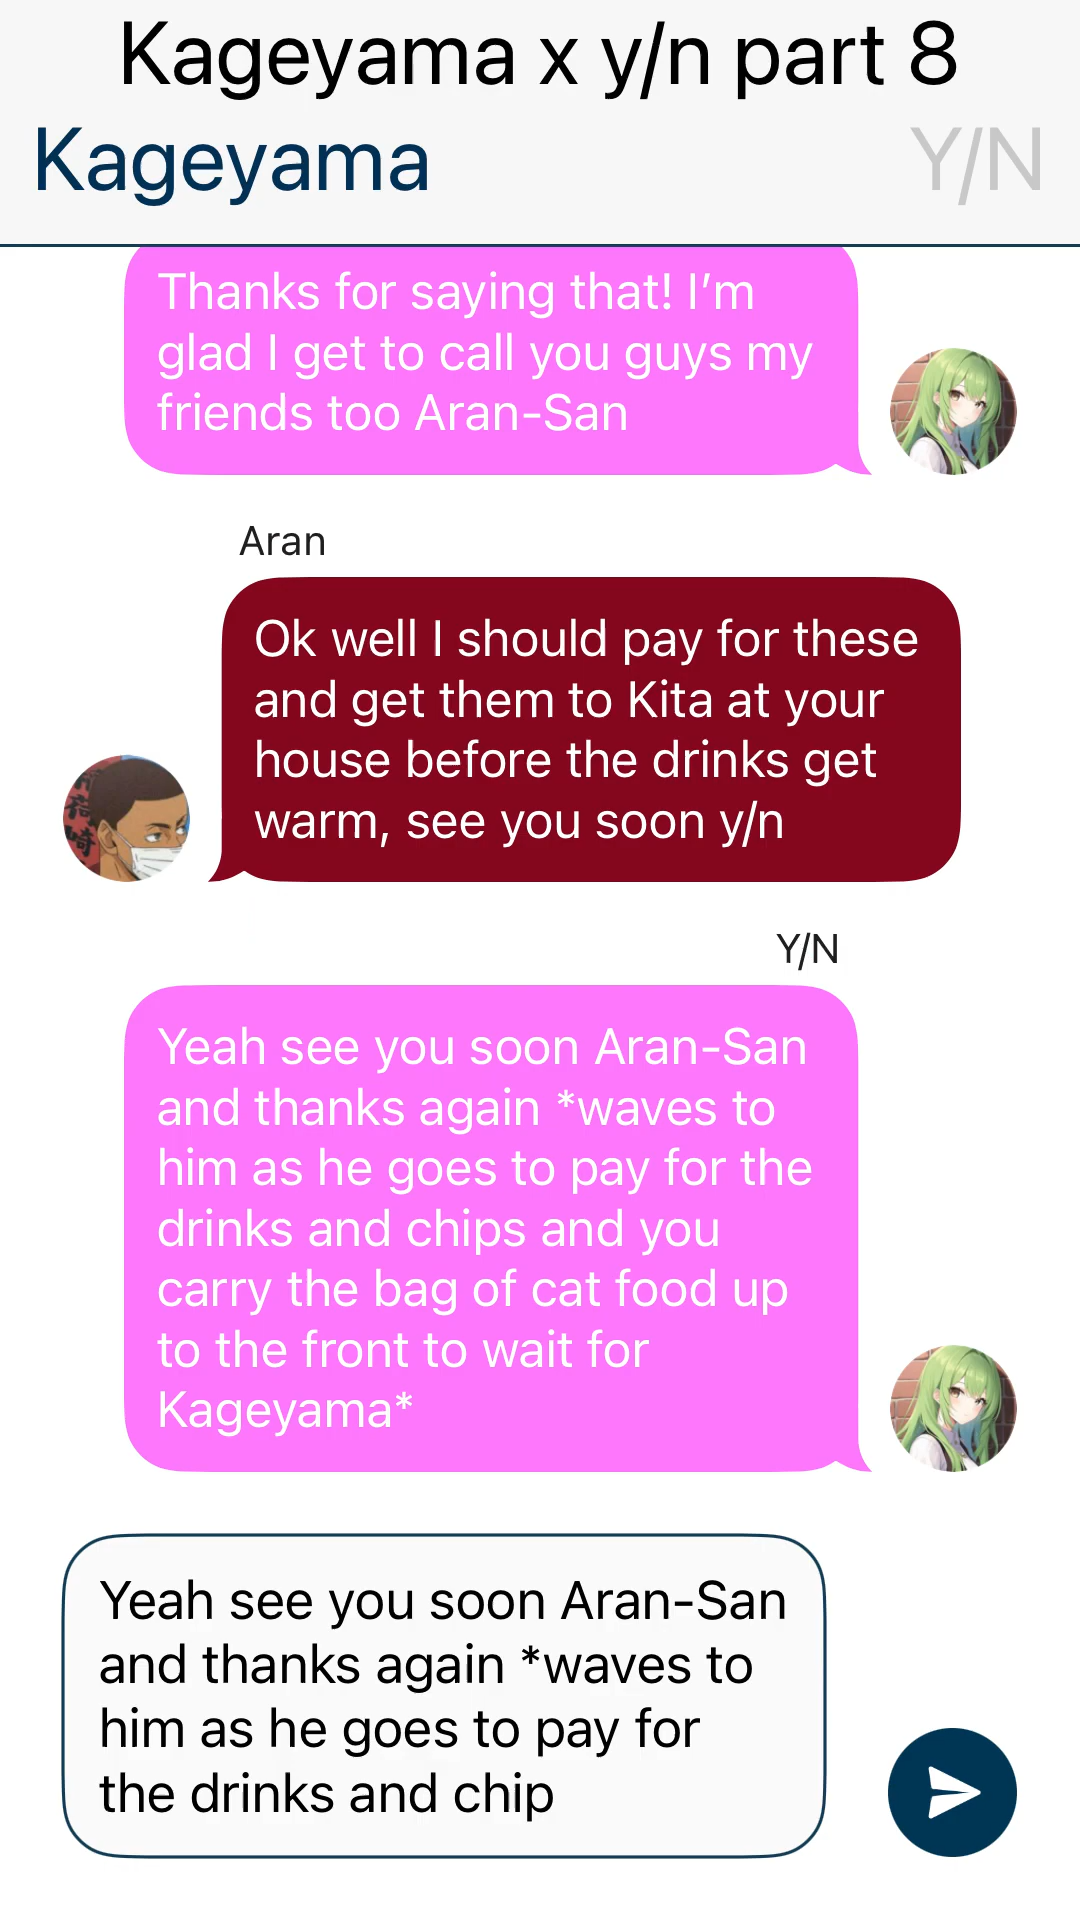 Kageyama x y/n part 8
Kageyama
Y/N
Thanks for saying that! I’m
glad I get to call you guys my
friends too Aran-San
Aran
Ok well I should pay for these
and get them to Kita at your
house before the drinks get
warm, see you soon y/n
Y/N
Yeah see you soon Aran-San
and thanks again *waves to
him as he goes to pay for the
drinks and chips and you
carry the bag of cat food up
to the front to wait for
Kageyama*
Yeah see you soon Aran-San
and thanks again *waves to
him as he goes to pay for
the drinks and chip